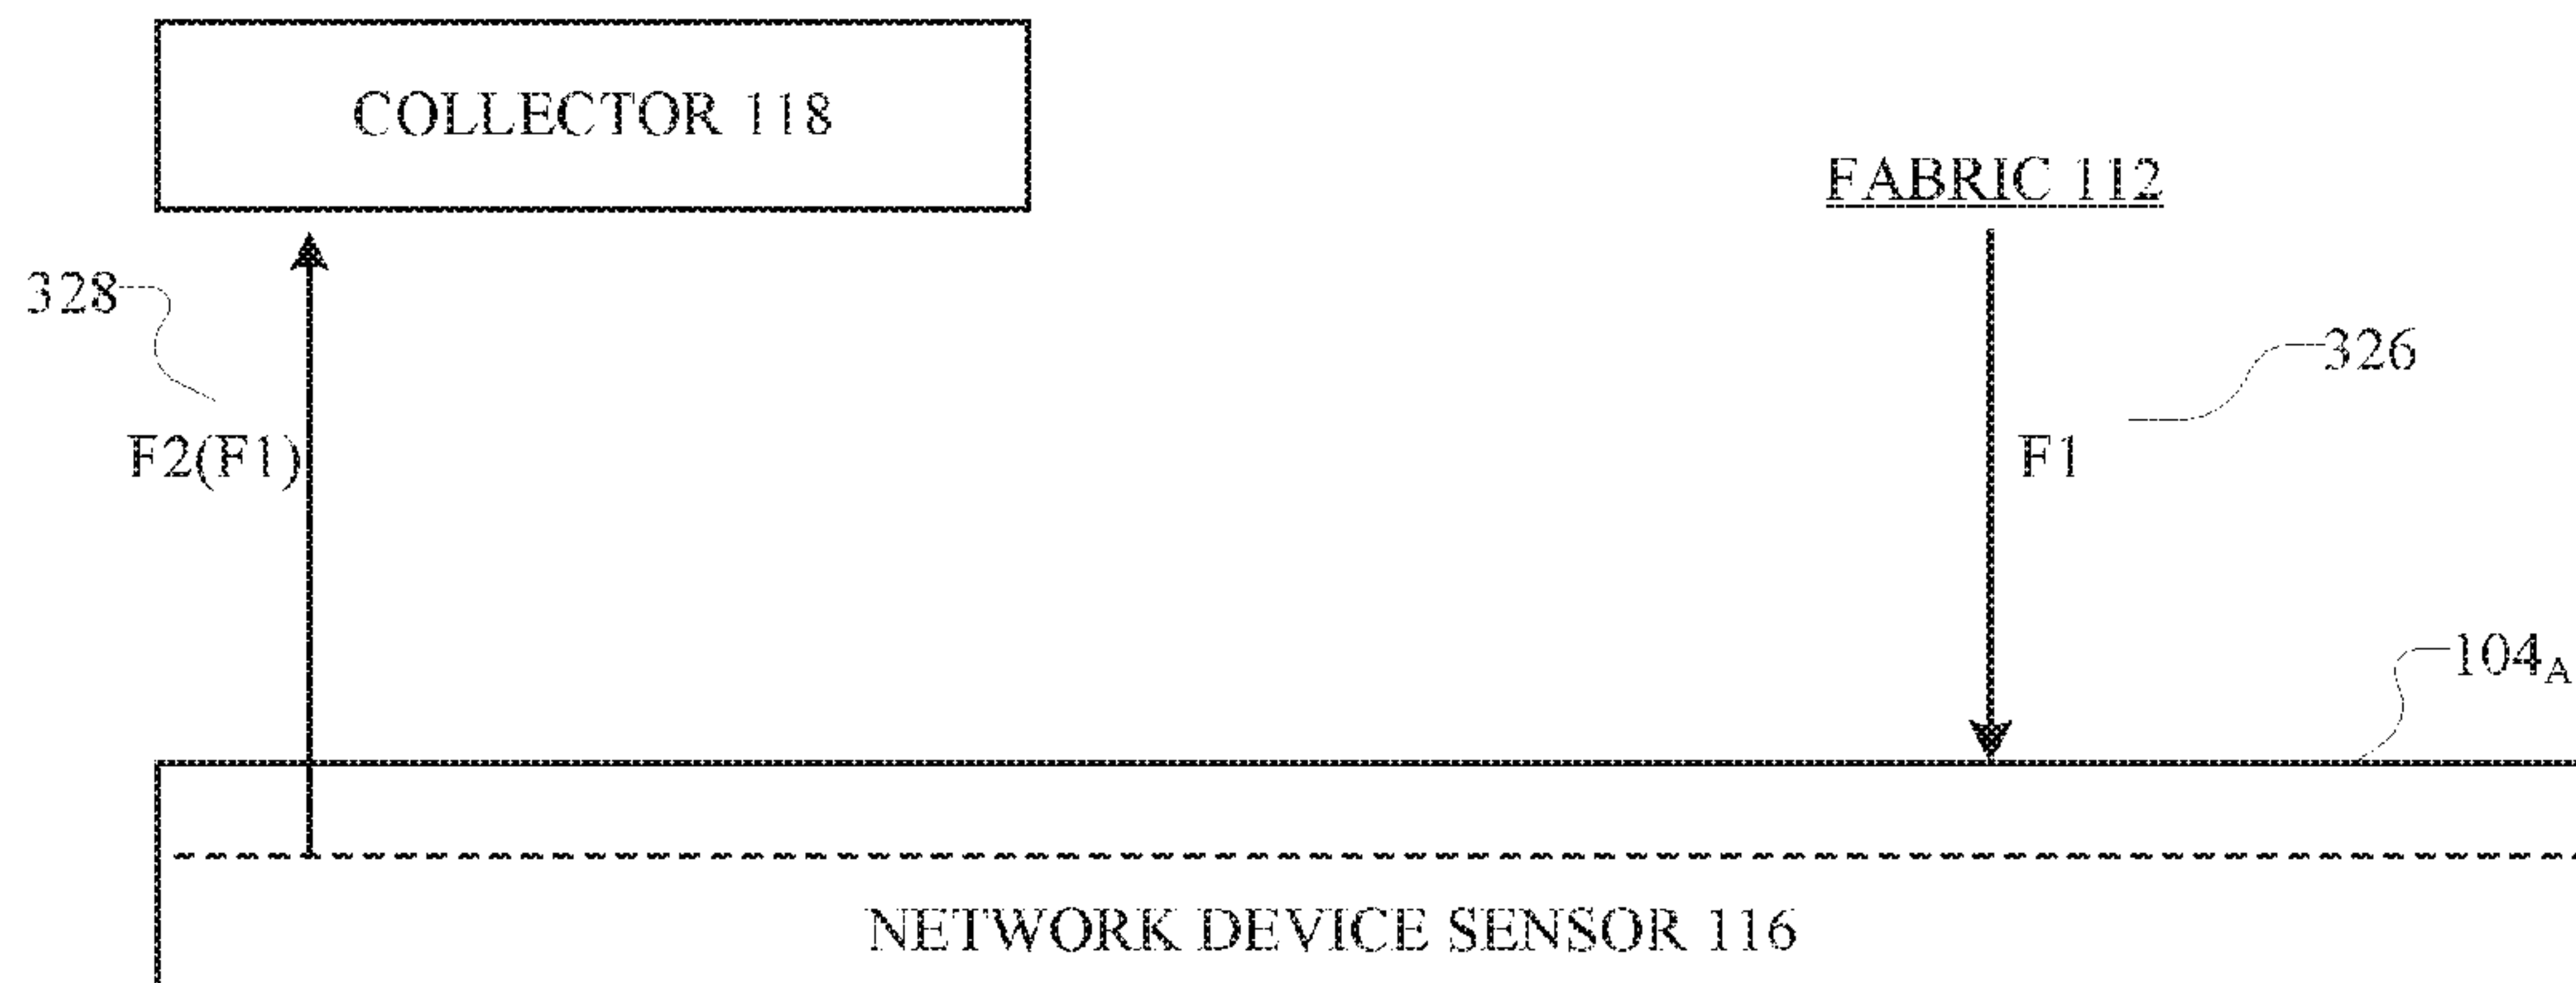 COLLECTOR 118
FABRIC 112
328
326
F2(F1)
F1
104A
NETWORK DEVICE SENSOR 116